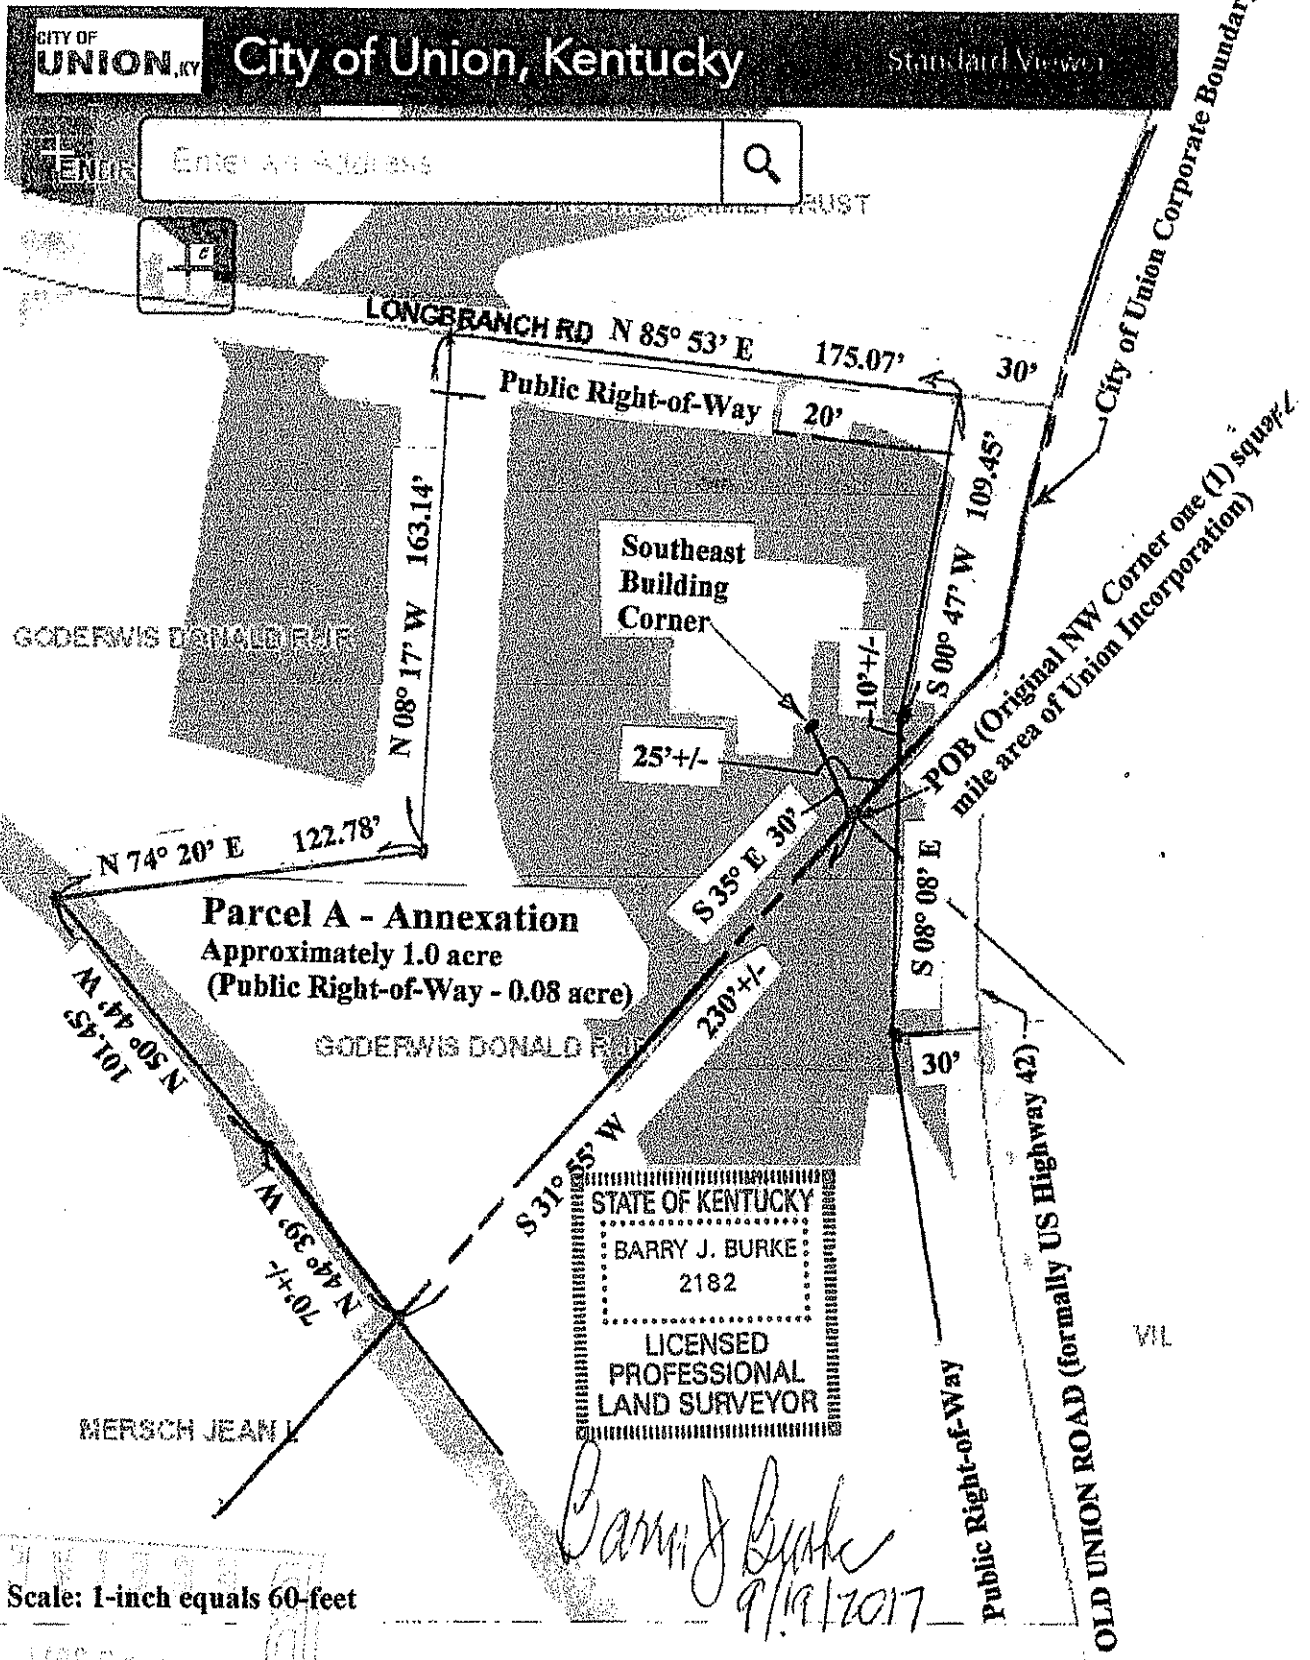 CITY OF
UNION, KY
City of Union, Kentucky
Standard Viewer
City of Union Corporate Boundary
Enter an Address
TRUST
LONGBRANCH RD
N 85° 53' E
175.07'
30'
Public Right-of-Way
20'
109.45'
S 00° 47' W
163.14'
N 08° 17' W
Southeast
Building
Corner
10'+/-
25'+/-
POB (Original NW Corner one (1) square
mile area of Union Incorporation)
GODERWIS DONALD R JR
N 74° 20' E
122.78'
S 35° E 30'
S 08° 08' E
Parcel A - Annexation
Approximately 1.0 acre
(Public Right-of-Way - 0.08 acre)
N 50° 44' W
101.45'
GODERWIS DONALD R JR
230'+/-
30'
S 31° 55' W
N 44° 39' W
70'+/-
STATE OF KENTUCKY
BARRY J. BURKE
2182
LICENSED
PROFESSIONAL
LAND SURVEYOR
VIL
MERSCH JEAN L
Public Right-of-Way
OLD UNION ROAD (formally US Highway 42)
Barry J Burke
9/19/2017
Scale: 1-inch equals 60-feet